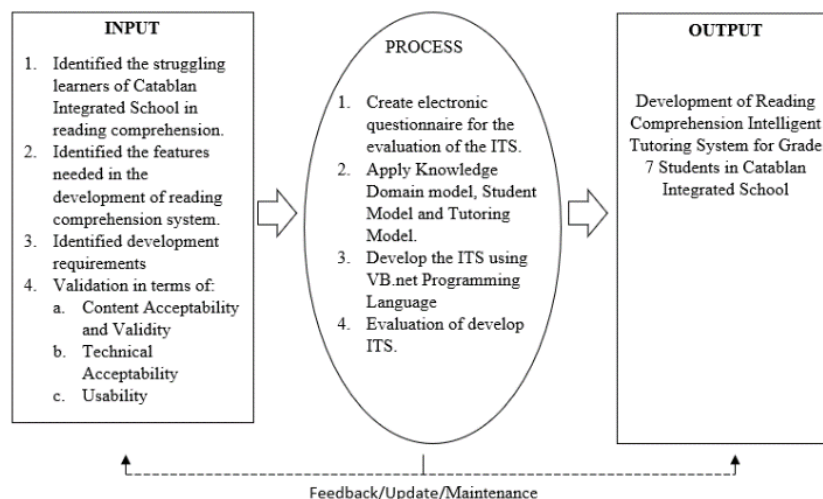 INPUT
1. Identified the struggling
learners of Catablan
Integrated School in
reading comprehension.
2. Identified the features
needed in the
development of reading
comprehension system.
3. Identified development
requirements
4. Validation in terms of:
a. Content Acceptability
and Validity
b. Technical
Acceptability
c. Usability
PROCESS
1. Create electronic
questionnaire for the
evaluation of the ITS.
2. Apply Knowledge
Domain model, Student
Model and Tutoring
Model.
3. Develop the ITS using
VB.net Programming
Language
4. Evaluation of develop
ITS.
OUTPUT
Development of Reading
Comprehension Intelligent
Tutoring System for Grade
7 Students in Catablan
Integrated School
Feedback/Update/Maintenance